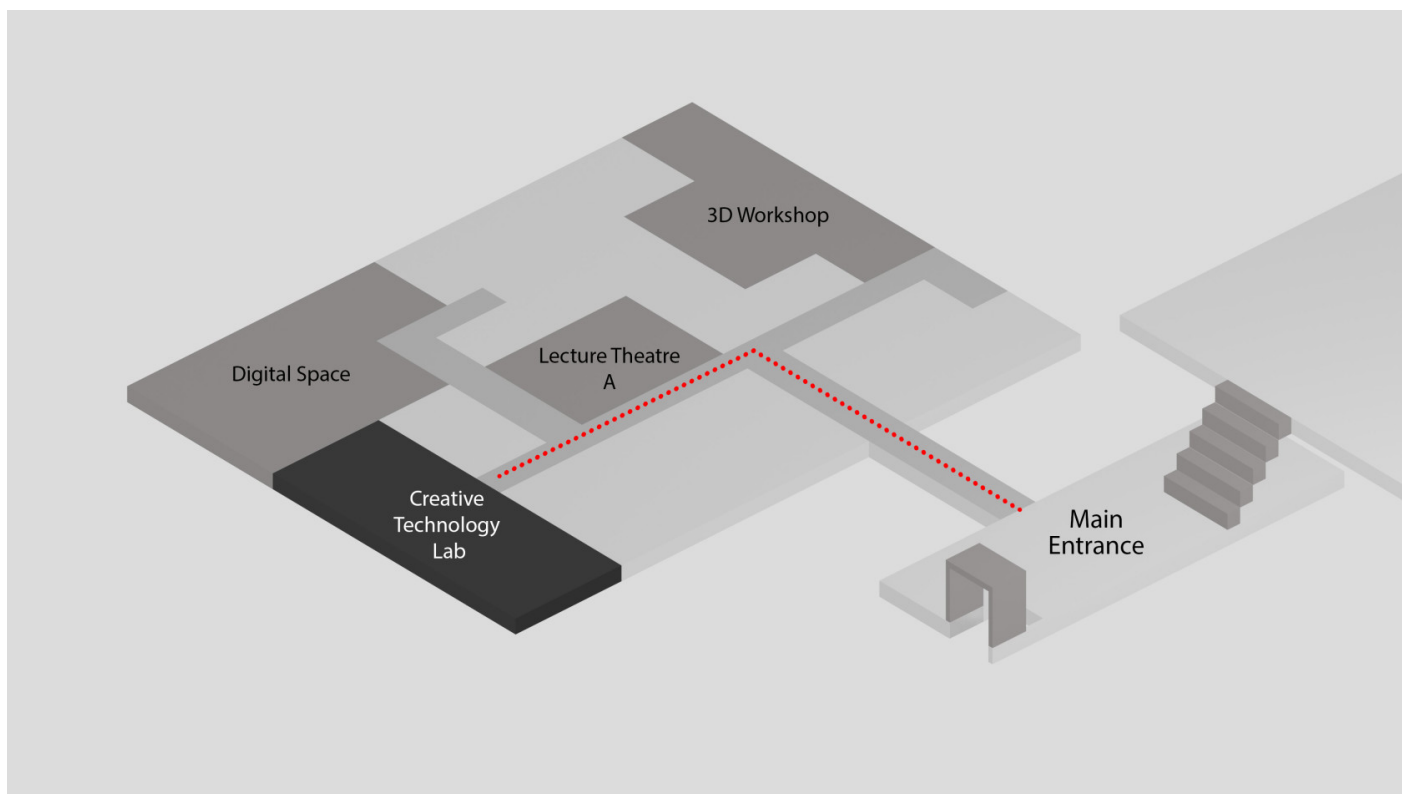 3D Workshop
Lecture Theatre
A
Digital Space
Creative
Technology
Lab
Main
Entrance